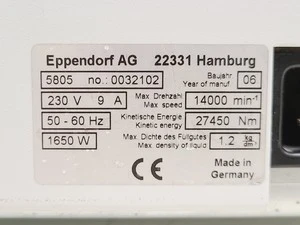 Eppendorf AG 22331 Hamburg
5805 no.: 0032102 Baujahr 06
Year of manuf
230 V 9 A Max. Drehzahl 14000 min⁻¹
Max. speed
50 - 60 Hz Kinetische Energie 27450 Nm
Kinetic energy
1650 W Max. Dichte des Füllgutes 1.2 kg
Max. density of liquid dm³
CE Made in
Germany